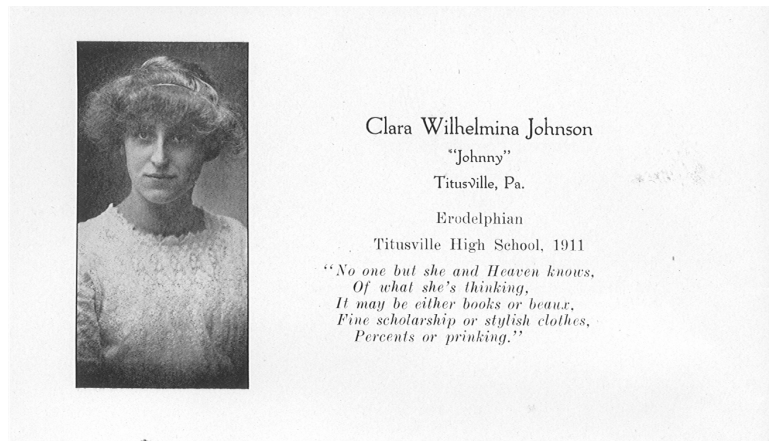 Clara Wilhelmina Johnson
"Johnny"
Titusville, Pa.
Erodelphian
Titusville High School, 1911
"No one but she and Heaven knows,
Of what she's thinking,
It may be either books or beaux,
Fine scholarship or stylish clothes,
Percents or prinking."